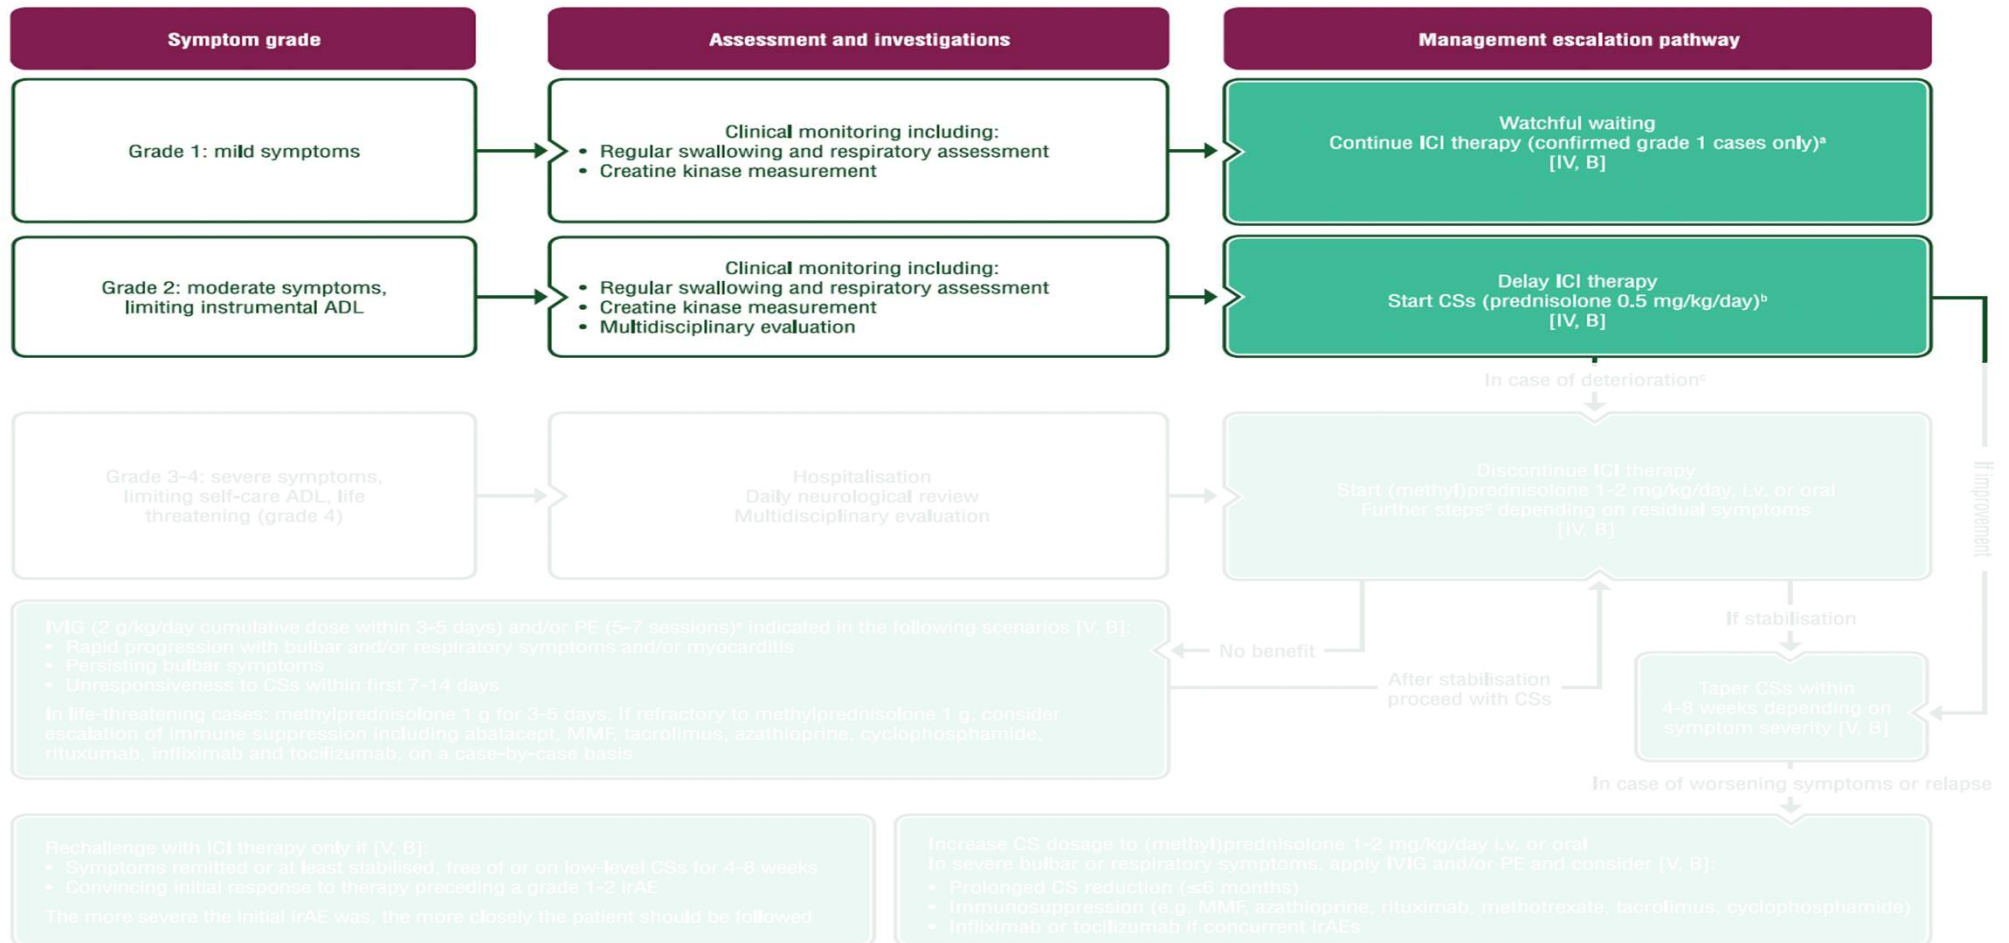 Symptom grade
Assessment and investigations
Management escalation pathway
Grade 1: mild symptoms
Clinical monitoring including:
• Regular swallowing and respiratory assessment
• Creatine kinase measurement
Watchful waiting
Continue ICI therapy (confirmed grade 1 cases only)ᵃ
[IV, B]
Grade 2: moderate symptoms,
limiting instrumental ADL
Clinical monitoring including:
• Regular swallowing and respiratory assessment
• Creatine kinase measurement
• Multidisciplinary evaluation
Delay ICI therapy
Start CSs (prednisolone 0.5 mg/kg/day)ᵇ
[IV, B]
In case of deteriorationᶜ
Grade 3-4: severe symptoms,
limiting self-care ADL, life
threatening (grade 4)
Hospitalisation
Daily neurological review
Multidisciplinary evaluation
Discontinue ICI therapy
Start (methyl)prednisolone 1-2 mg/kg/day, i.v. or oral
Further steps depending on residual symptoms
[IV, B]
If improvement
IVIG (2 g/kg/day cumulative dose within 3-5 days) and/or PE (5-7 sessions) indicated in the following scenarios [V, B]:
• Rapid progression with bulbar and/or respiratory symptoms and/or myocarditis
• Persisting bulbar symptoms
• Unresponsiveness to CSs within first 7-14 days
In life-threatening cases: methylprednisolone 1 g for 3-5 days. If refractory to methylprednisolone 1 g, consider
escalation of immune suppression including abatacept, MMF, tacrolimus, azathioprine, cyclophosphamide,
rituxumab, infliximab and tocilizumab, on a case-by-case basis
No benefit
After stabilisation
proceed with CSs
If stabilisation
Taper CSs within
4-8 weeks depending on
symptom severity [V, B]
In case of worsening symptoms or relapse
Rechallenge with ICI therapy only if [V, B]:
• Symptoms remitted or at least stabilised, free of or on low-level CSs for 4-8 weeks
• Convincing initial response to therapy preceding a grade 1-2 irAE
The more severe the initial irAE was, the more closely the patient should be followed
Increase CS dosage to (methyl)prednisolone 1-2 mg/kg/day i.v. or oral
In severe bulbar or respiratory symptoms, apply IVIG and/or PE and consider [V, B]:
• Prolonged CS reduction (≤6 months)
• Immunosuppression (e.g. MMF, azathioprine, rituximab, methotrexate, tacrolimus, cyclophosphamide)
• Infliximab or tocilizumab if concurrent irAEs